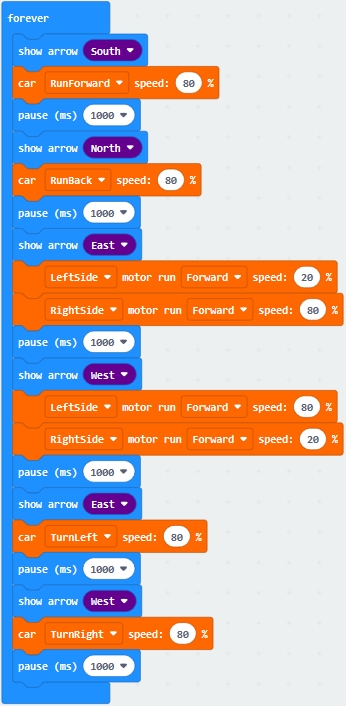 forever
show arrow South
car RunForward speed: 80 %
pause (ms) 1000
show arrow North
car RunBack speed: 80 %
pause (ms) 1000
show arrow East
LeftSide motor run Forward speed: 20 %
RightSide motor run Forward speed: 80 %
pause (ms) 1000
show arrow West
LeftSide motor run Forward speed: 80 %
RightSide motor run Forward speed: 20 %
pause (ms) 1000
show arrow East
car TurnLeft speed: 80 %
pause (ms) 1000
show arrow West
car TurnRight speed: 80 %
pause (ms) 1000